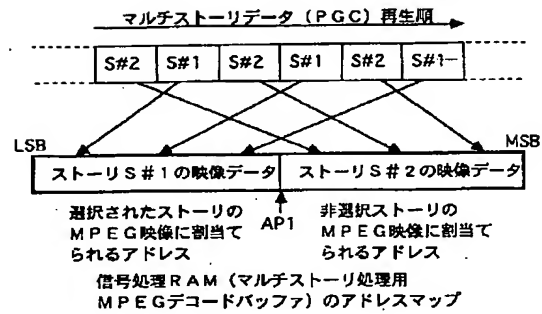 マルチストーリデータ（PGC）再生順
S#2 S#1 S#2 S#1 S#2 S#1
LSB
MSB
ストーリS#1の映像データ ストーリS#2の映像データ
選択されたストーリの
MPEG映像に割当て
られるアドレス
AP1
非選択ストーリの
MPEG映像に割当て
られるアドレス
信号処理RAM（マルチストーリ処理用
MPEGデコードバッファ）のアドレスマップ